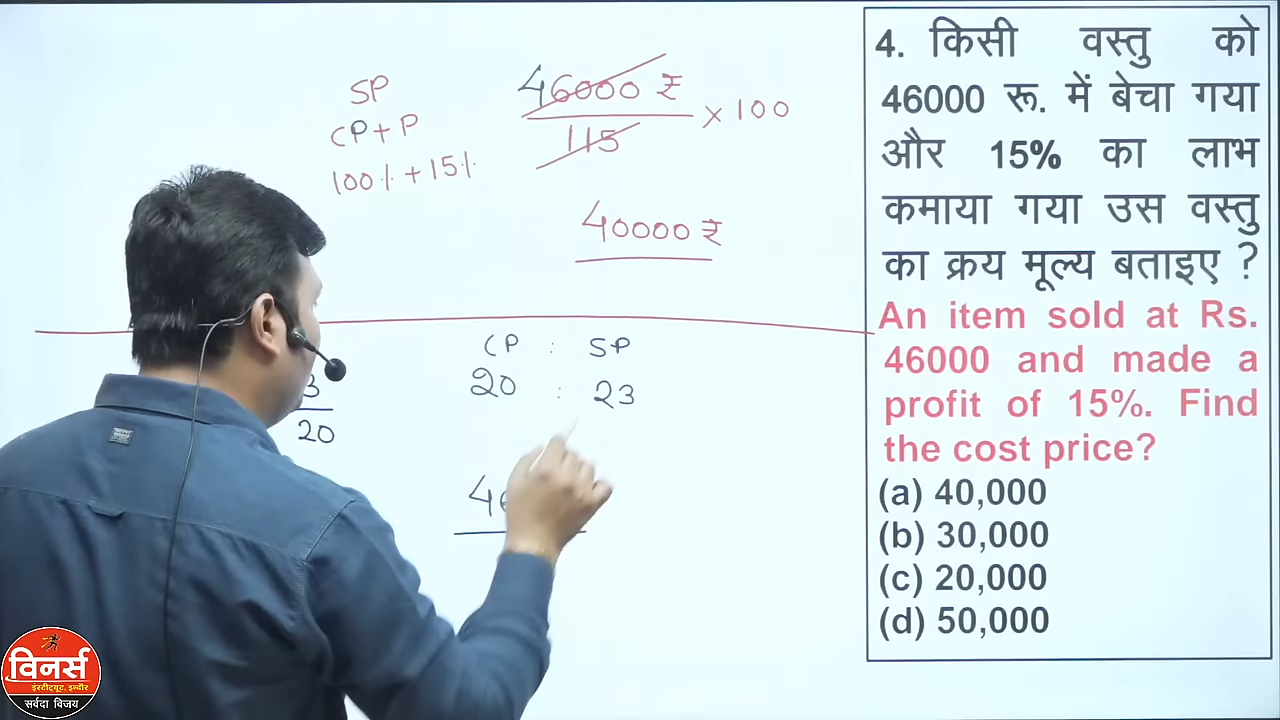 SP
CP + P
100% + 15%
46000 ₹
115
× 100
40000 ₹
CP : SP
20 : 23
3
20
4. किसी वस्तु को
46000 रू. में बेचा गया
और 15% का लाभ
कमाया गया उस वस्तु
का क्रय मूल्य बताइए ?
An item sold at Rs.
46000 and made a
profit of 15%. Find
the cost price?
(a) 40,000
(b) 30,000
(c) 20,000
(d) 50,000
विनर्स
इंस्टीट्यूट, इन्दौर
सर्वदा विजय